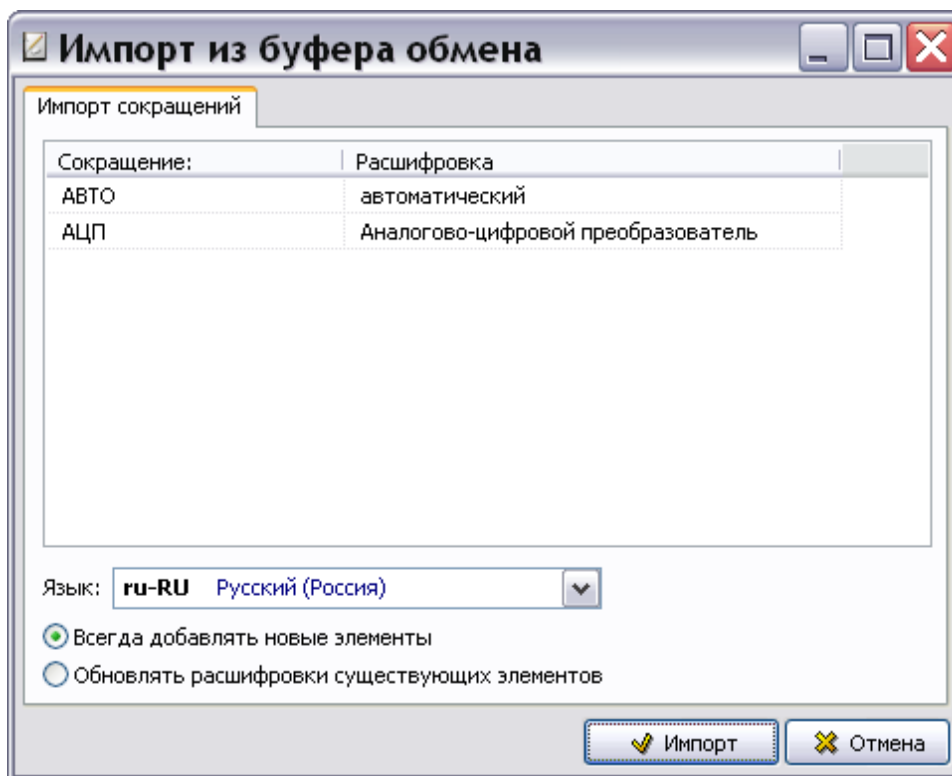 Импорт из буфера обмена
Импорт сокращений
Сокращение: Расшифровка
АВТО автоматический
АЦП Аналогово-цифровой преобразователь
Язык: ru-RU Русский (Россия)
Всегда добавлять новые элементы
Обновлять расшифровки существующих элементов
Импорт Отмена